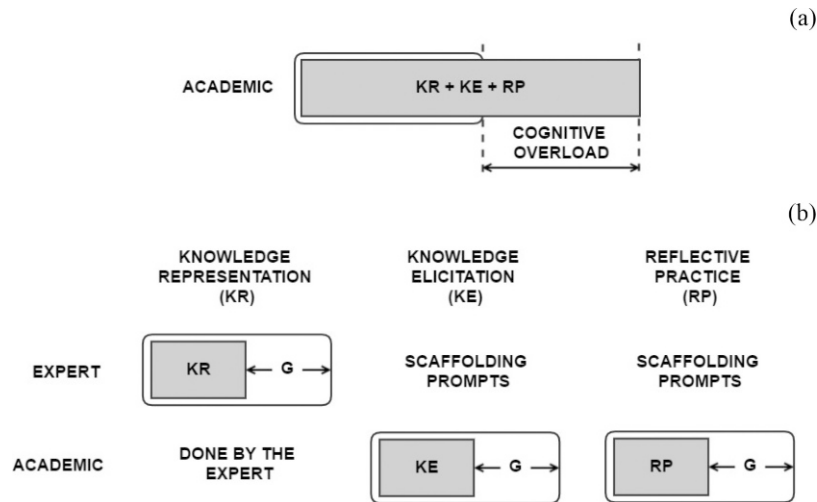 (a)
ACADEMIC
KR + KE + RP
COGNITIVE
OVERLOAD
(b)
KNOWLEDGE
REPRESENTATION
(KR)
KNOWLEDGE
ELICITATION
(KE)
REFLECTIVE
PRACTICE
(RP)
EXPERT
KR
G
SCAFFOLDING
PROMPTS
SCAFFOLDING
PROMPTS
ACADEMIC
DONE BY THE
EXPERT
KE
G
RP
G